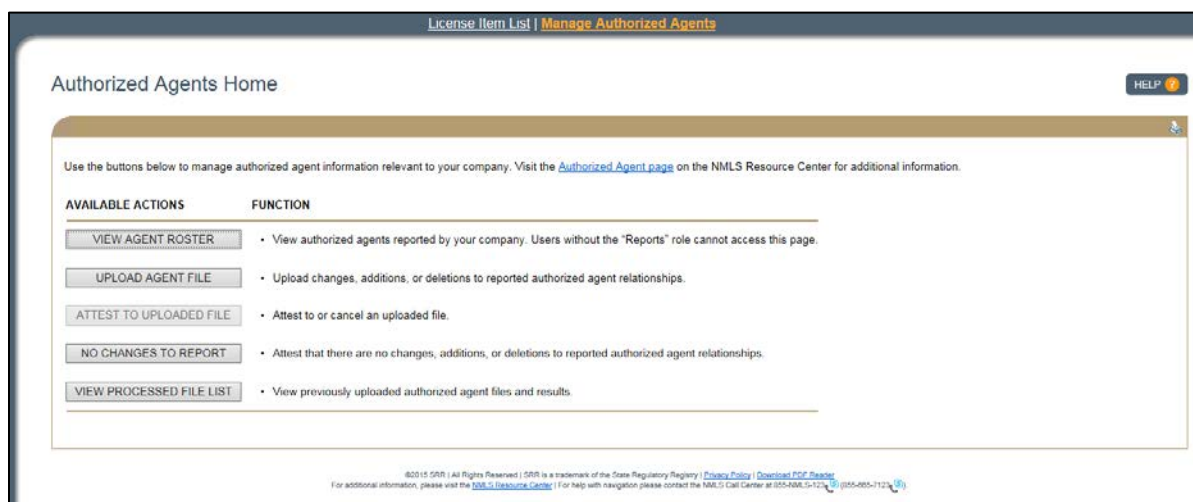 License Item List | Manage Authorized Agents
Authorized Agents Home
HELP ?
Use the buttons below to manage authorized agent information relevant to your company. Visit the Authorized Agent page on the NMLS Resource Center for additional information.
AVAILABLE ACTIONS FUNCTION
VIEW AGENT ROSTER • View authorized agents reported by your company. Users without the "Reports" role cannot access this page.
UPLOAD AGENT FILE • Upload changes, additions, or deletions to reported authorized agent relationships.
ATTEST TO UPLOADED FILE • Attest to or cancel an uploaded file.
NO CHANGES TO REPORT • Attest that there are no changes, additions, or deletions to reported authorized agent relationships.
VIEW PROCESSED FILE LIST • View previously uploaded authorized agent files and results.
©2015 SRR | All Rights Reserved | SRR is a trademark of the State Regulatory Registry | Privacy Policy | Download PDF Reader
For additional information, please visit the NMLS Resource Center | For help with navigation please contact the NMLS Call Center at 855-NMLS-123 (855-665-7123)